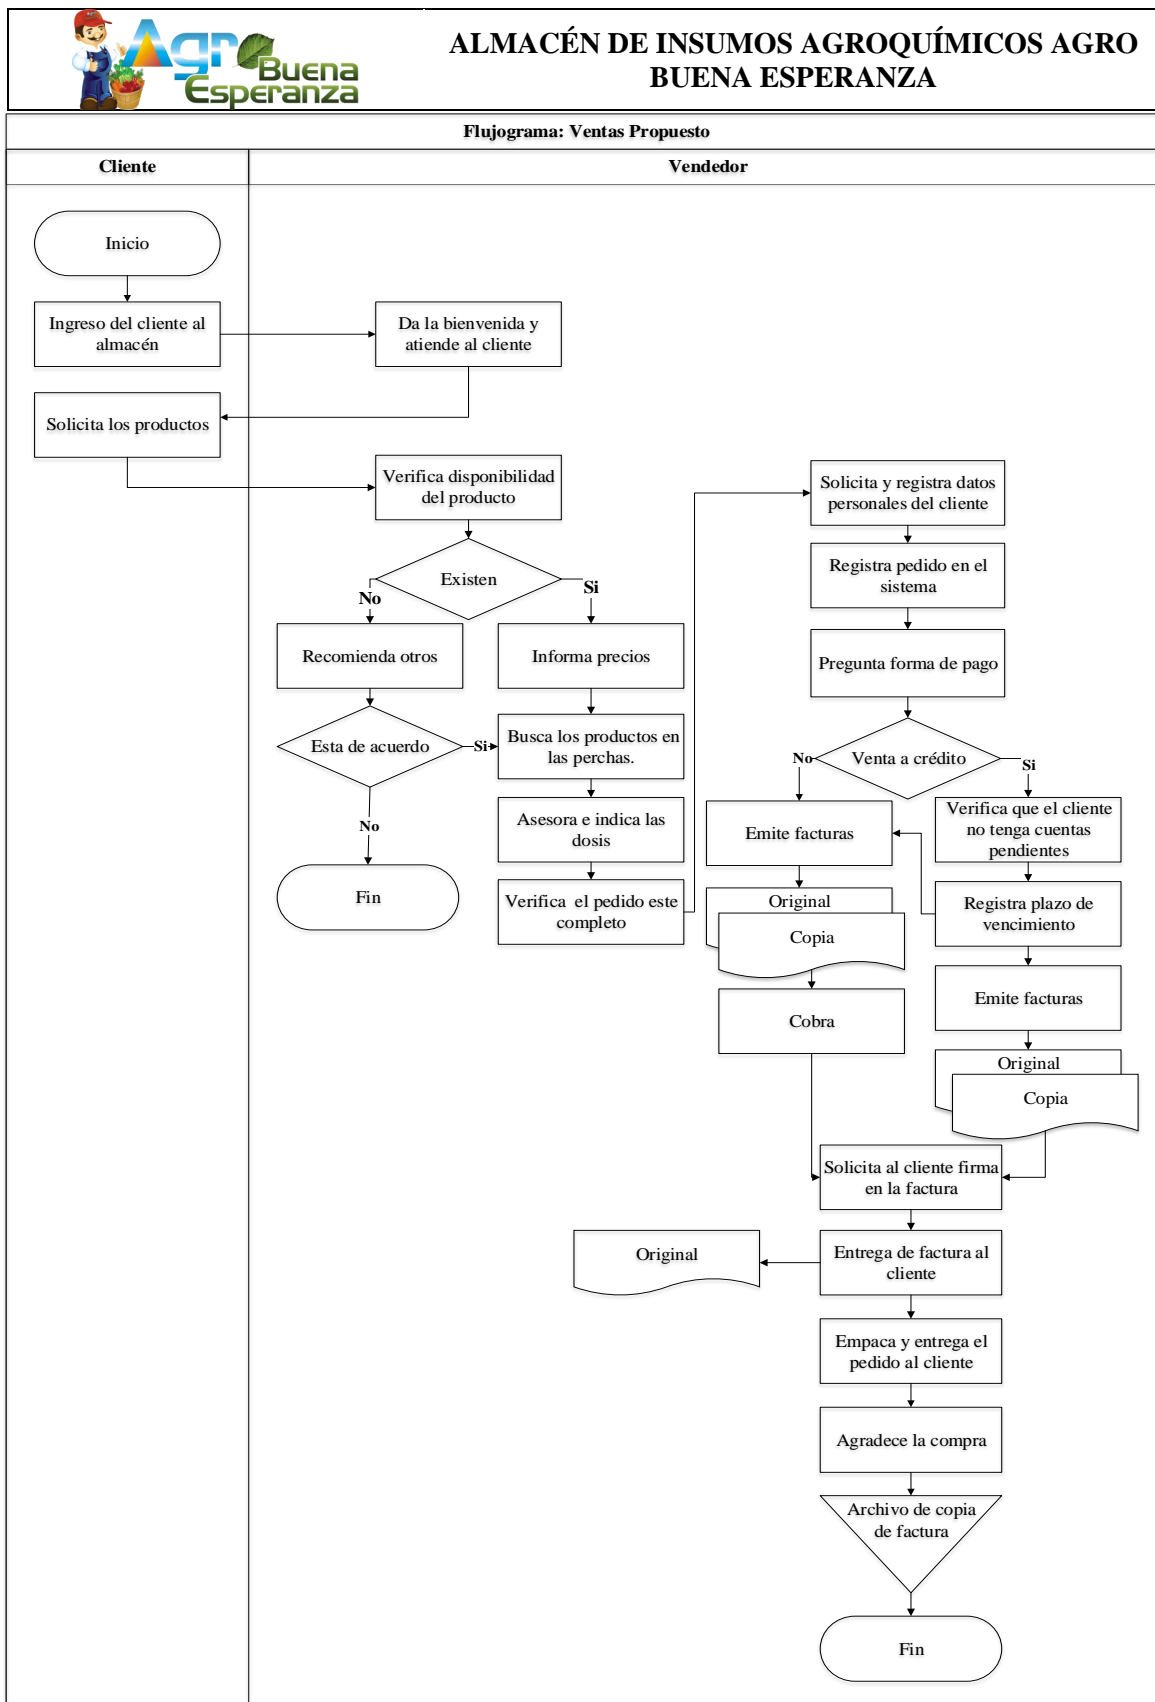 Agro
Buena
Esperanza
ALMACÉN DE INSUMOS AGROQUÍMICOS AGRO
BUENA ESPERANZA
Flujograma: Ventas Propuesto
Cliente
Vendedor
Inicio
Ingreso del cliente al
almacén
Da la bienvenida y
atiende al cliente
Solicita los productos
Verifica disponibilidad
del producto
Existen
No
Si
Recomienda otros
Informa precios
Esta de acuerdo
Si
Busca los productos en
las perchas.
No
Fin
Asesora e indica las
dosis
Verifica el pedido este
completo
Solicita y registra datos
personales del cliente
Registra pedido en el
sistema
Pregunta forma de pago
Venta a crédito
No
Si
Emite facturas
Verifica que el cliente
no tenga cuentas
pendientes
Original
Copia
Registra plazo de
vencimiento
Cobra
Emite facturas
Original
Copia
Solicita al cliente firma
en la factura
Entrega de factura al
cliente
Original
Empaca y entrega el
pedido al cliente
Agradece la compra
Archivo de copia
de factura
Fin